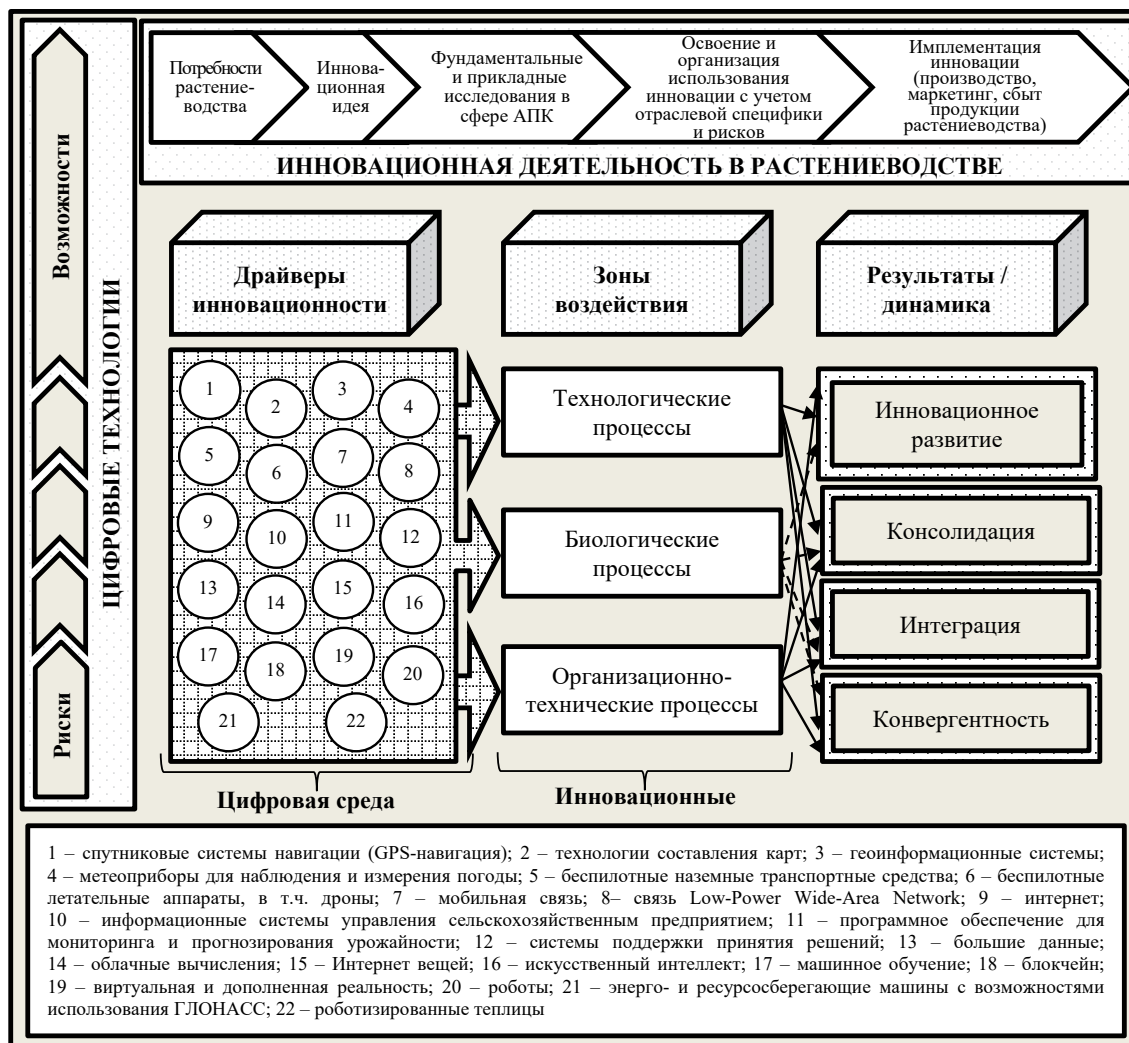 Потребности
растение-
водства
Иннова-
ционная
идея
Фундаментальные
и прикладные
исследования в
сфере АПК
Освоение и
организация
использования
инновации с учетом
отраслевой специфики
и рисков
Имплементация
инновации
(производство,
маркетинг, сбыт
продукции
растениеводства)
ИННОВАЦИОННАЯ ДЕЯТЕЛЬНОСТЬ В РАСТЕНИЕВОДСТВЕ
Возможности
Риски
ЦИФРОВЫЕ ТЕХНОЛОГИИ
Драйверы
инновационности
Зоны
воздействия
Результаты /
динамика
1
2
3
4
5
6
7
8
9
10
11
12
13
14
15
16
17
18
19
20
21
22
Технологические
процессы
Биологические
процессы
Организационно-
технические процессы
Инновационное
развитие
Консолидация
Интеграция
Конвергентность
Цифровая среда
Инновационные
1 – спутниковые системы навигации (GPS-навигация); 2 – технологии составления карт; 3 – геоинформационные системы;
4 – метеоприборы для наблюдения и измерения погоды; 5 – беспилотные наземные транспортные средства; 6 – беспилотные
летательные аппараты, в т.ч. дроны; 7 – мобильная связь; 8– связь Low-Power Wide-Area Network; 9 – интернет;
10 – информационные системы управления сельскохозяйственным предприятием; 11 – программное обеспечение для
мониторинга и прогнозирования урожайности; 12 – системы поддержки принятия решений; 13 – большие данные;
14 – облачные вычисления; 15 – Интернет вещей; 16 – искусственный интеллект; 17 – машинное обучение; 18 – блокчейн;
19 – виртуальная и дополненная реальность; 20 – роботы; 21 – энерго- и ресурсосберегающие машины с возможностями
использования ГЛОНАСС; 22 – роботизированные теплицы